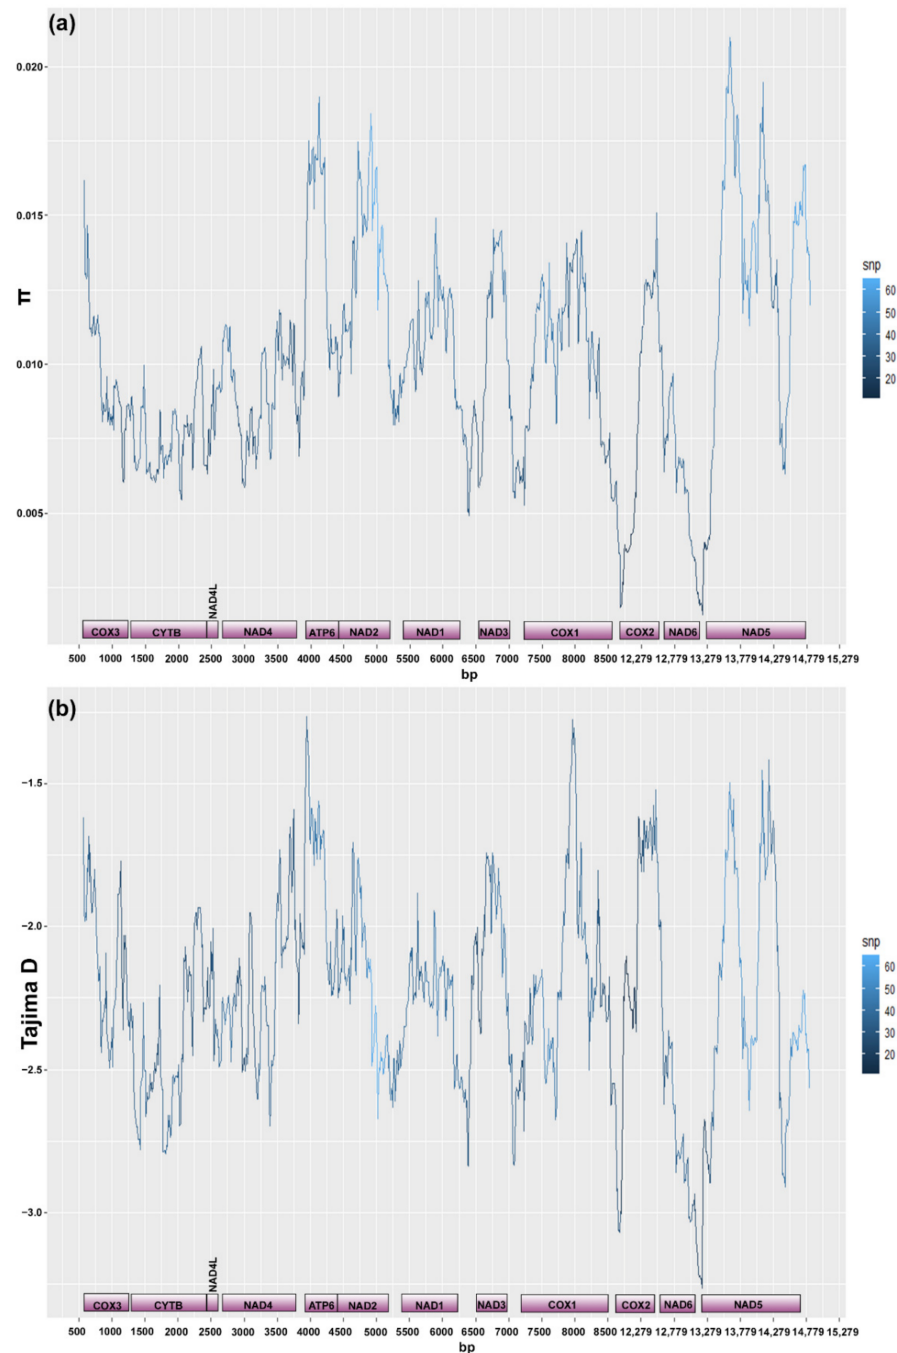 (a)
0.020
0.015
π
0.010
0.005
snp
60
50
40
30
20
NAD4L
COX3 CYTB NAD4 ATP6 NAD2 NAD1 NAD3 COX1 COX2 NAD6 NAD5
500 1000 1500 2000 2500 3000 3500 4000 4500 5000 5500 6000 6500 7000 7500 8000 8500 12,279 12,779 13,279 13,779 14,279 14,779 15,279
bp
(b)
−1.5
−2.0
Tajima D
−2.5
−3.0
snp
60
50
40
30
20
NAD4L
COX3 CYTB NAD4 ATP6 NAD2 NAD1 NAD3 COX1 COX2 NAD6 NAD5
500 1000 1500 2000 2500 3000 3500 4000 4500 5000 5500 6000 6500 7000 7500 8000 8500 12,279 12,779 13,279 13,779 14,279 14,779 15,279
bp